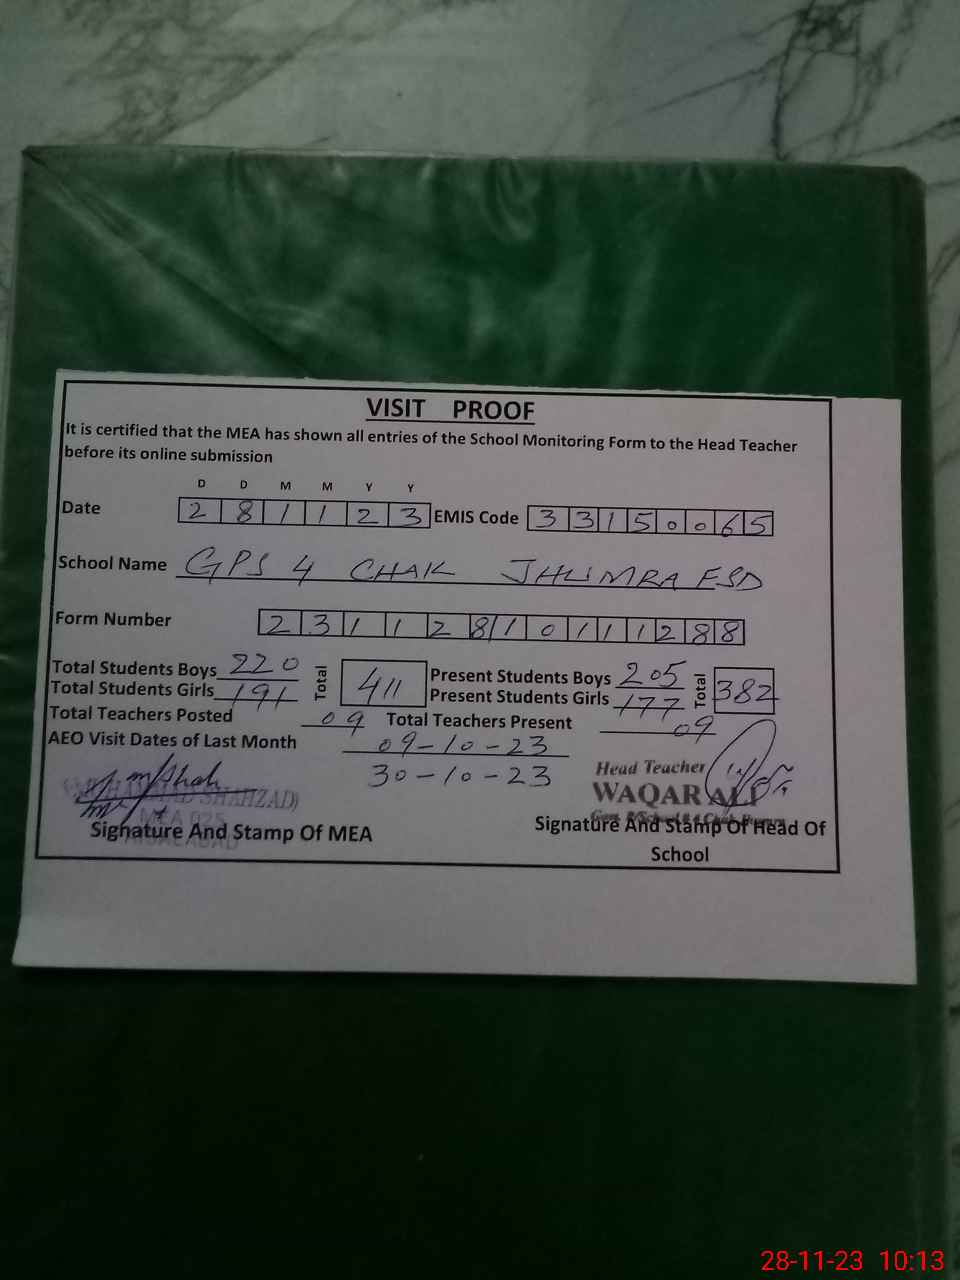 VISIT PROOF
It is certified that the MEA has shown all entries of the School Monitoring Form to the Head Teacher
before its online submission
D D M M Y Y
Date 2 8 1 1 2 3 EMIS Code 3 3 1 5 0 0 6 5
School Name GPS 4 CHAK JHUMRA FSD
Form Number 2 3 1 1 2 8 1 0 1 1 1 2 8 8
Total Students Boys 220 Total 411 Present Students Boys 205 Total 382
Total Students Girls 191 Present Students Girls 177
Total Teachers Posted 09 Total Teachers Present 09
AEO Visit Dates of Last Month 09-10-23
30-10-23
Head Teacher
WAQAR ALI
SHAHZAD)
MEA 025
Signature And Stamp Of MEA
Signature And Stamp Of Head Of
School
28-11-23 10:13